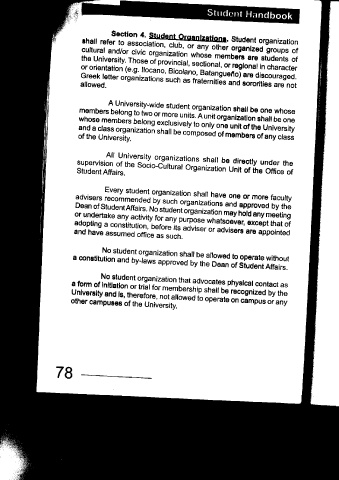 Student Handbook
Section 4. Student Organizations. Student organization
shall refer to association, club, or any other organized groups of
cultural and/or civic organization whose members are students of
the University. Those of provincial, sectional, or regional in character
or orientation (e.g. Ilocano, Bicolano, Batangueño) are discouraged.
Greek letter organizations such as fraternities and sororities are not
allowed.
A University-wide student organization shall be one whose
members belong to two or more units. A unit organization shall be one
whose members belong exclusively to only one unit of the University
and a class organization shall be composed of members of any class
of the University.
All University organizations shall be directly under the
supervision of the Socio-Cultural Organization Unit of the Office of
Student Affairs.
Every student organization shall have one or more faculty
advisers recommended by such organizations and approved by the
Dean of Student Affairs. No student organization may hold any meeting
or undertake any activity for any purpose whatsoever, except that of
adopting a constitution, before its adviser or advisers are appointed
and have assumed office as such.
No student organization shall be allowed to operate without
a constitution and by-laws approved by the Dean of Student Affairs.
No student organization that advocates physical contact as
a form of initiation or trial for membership shall be recognized by the
University and is, therefore, not allowed to operate on campus or any
other campuses of the University.
78